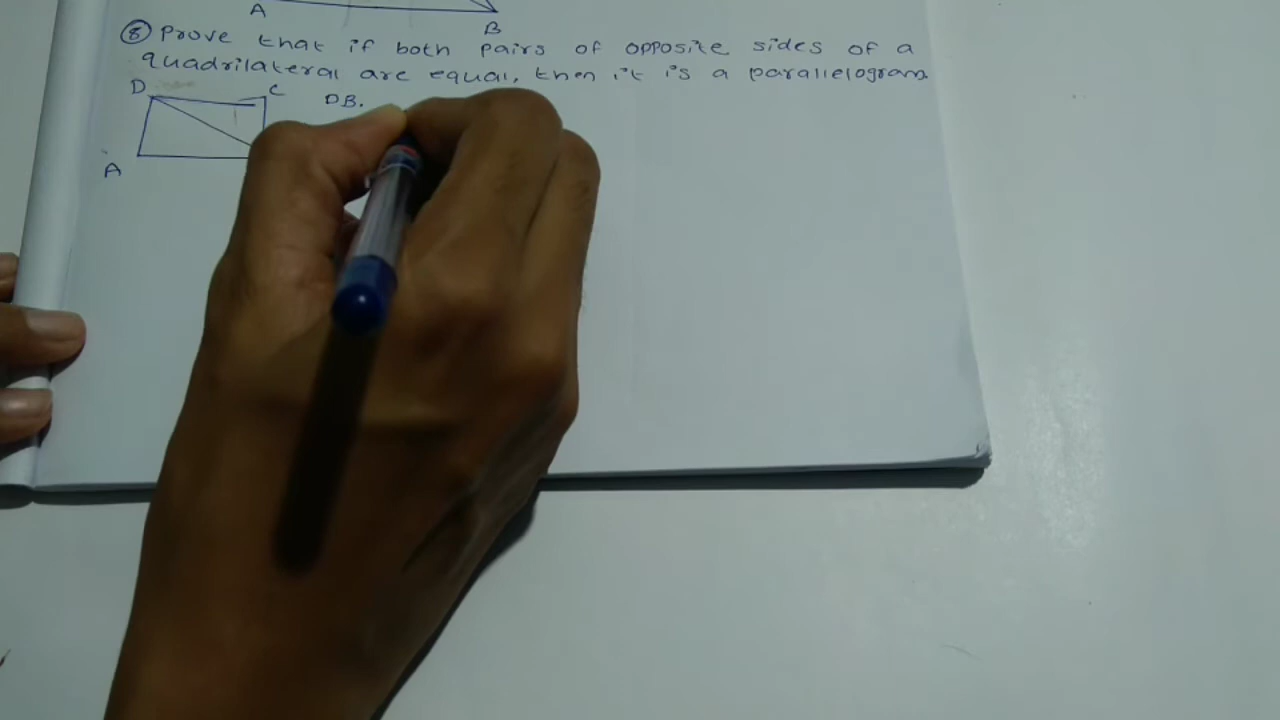 A
B
⑧ Prove that if both pairs of opposite sides of a
quadrilateral are equal, then it is a parallelogram
D C DB.
A